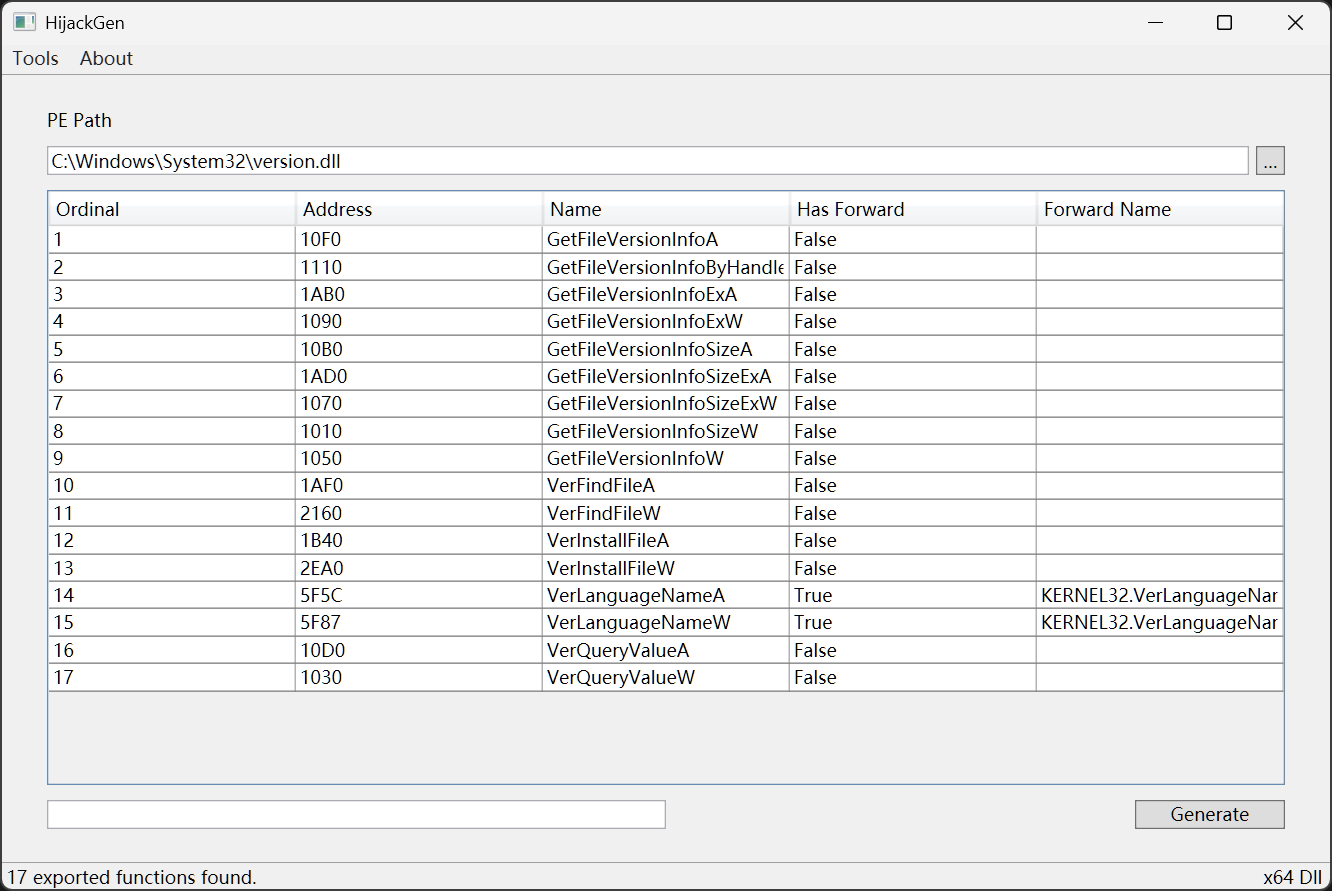 HijackGen
Tools About
PE Path
C:\Windows\System32\version.dll ...
Ordinal Address Name Has Forward Forward Name
1 10F0 GetFileVersionInfoA False
2 1110 GetFileVersionInfoByHandle False
3 1AB0 GetFileVersionInfoExA False
4 1090 GetFileVersionInfoExW False
5 10B0 GetFileVersionInfoSizeA False
6 1AD0 GetFileVersionInfoSizeExA False
7 1070 GetFileVersionInfoSizeExW False
8 1010 GetFileVersionInfoSizeW False
9 1050 GetFileVersionInfoW False
10 1AF0 VerFindFileA False
11 2160 VerFindFileW False
12 1B40 VerInstallFileA False
13 2EA0 VerInstallFileW False
14 5F5C VerLanguageNameA True KERNEL32.VerLanguageNar
15 5F87 VerLanguageNameW True KERNEL32.VerLanguageNar
16 10D0 VerQueryValueA False
17 1030 VerQueryValueW False
Generate
17 exported functions found. x64 Dll